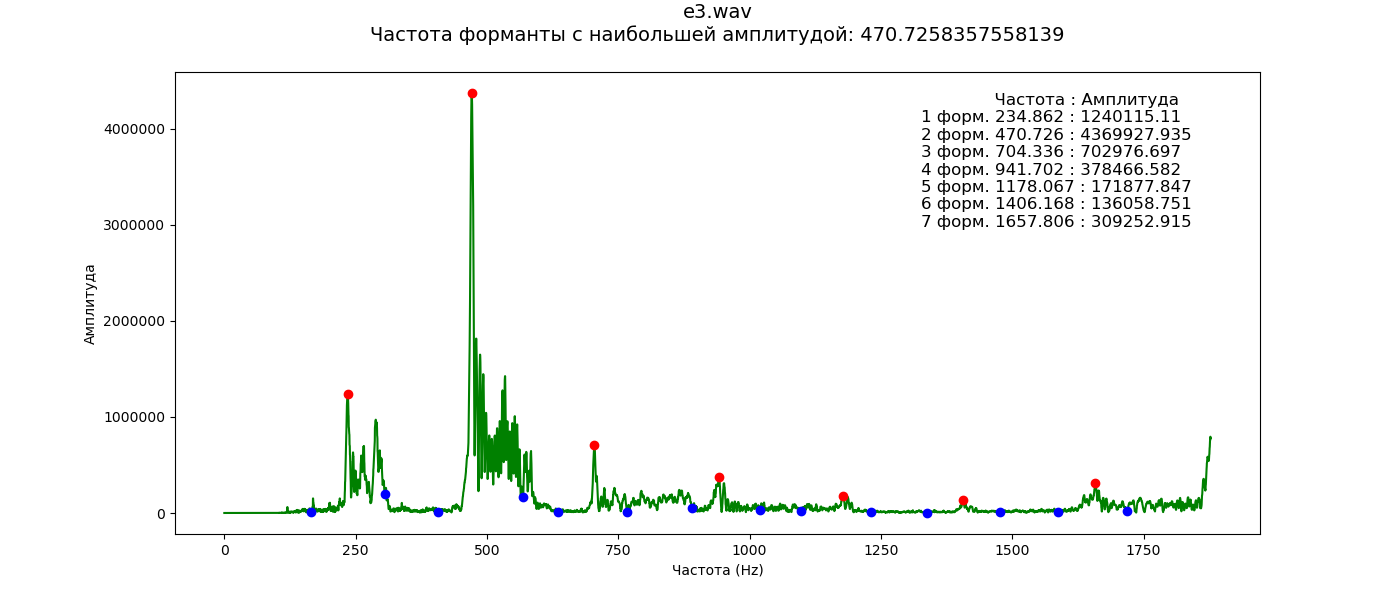 e3.wav
Частота форманты с наибольшей амплитудой: 470.7258357558139
Частота : Амплитуда
1 форм. 234.862 : 1240115.11
2 форм. 470.726 : 4369927.935
3 форм. 704.336 : 702976.697
4 форм. 941.702 : 378466.582
5 форм. 1178.067 : 171877.847
6 форм. 1406.168 : 136058.751
7 форм. 1657.806 : 309252.915
4000000
3000000
2000000
1000000
0
Амплитуда
0 250 500 750 1000 1250 1500 1750
Частота (Hz)